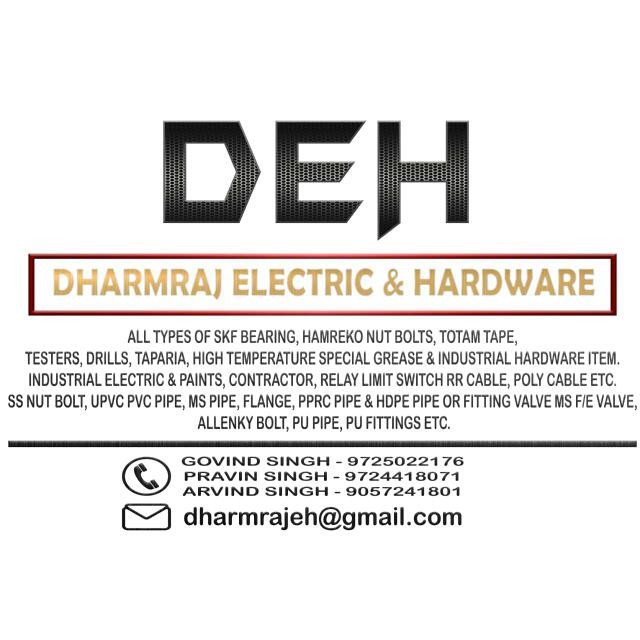 DEH
DHARMRAJ ELECTRIC & HARDWARE
ALL TYPES OF SKF BEARING, HAMREKO NUT BOLTS, TOTAM TAPE,
TESTERS, DRILLS, TAPARIA, HIGH TEMPERATURE SPECIAL GREASE & INDUSTRIAL HARDWARE ITEM.
INDUSTRIAL ELECTRIC & PAINTS, CONTRACTOR, RELAY LIMIT SWITCH RR CABLE, POLY CABLE ETC.
SS NUT BOLT, UPVC PVC PIPE, MS PIPE, FLANGE, PPRC PIPE & HDPE PIPE OR FITTING VALVE MS F/E VALVE,
ALLENKY BOLT, PU PIPE, PU FITTINGS ETC.
GOVIND SINGH - 9725022176
PRAVIN SINGH - 9724418071
ARVIND SINGH - 9057241801
dharmrajeh@gmail.com